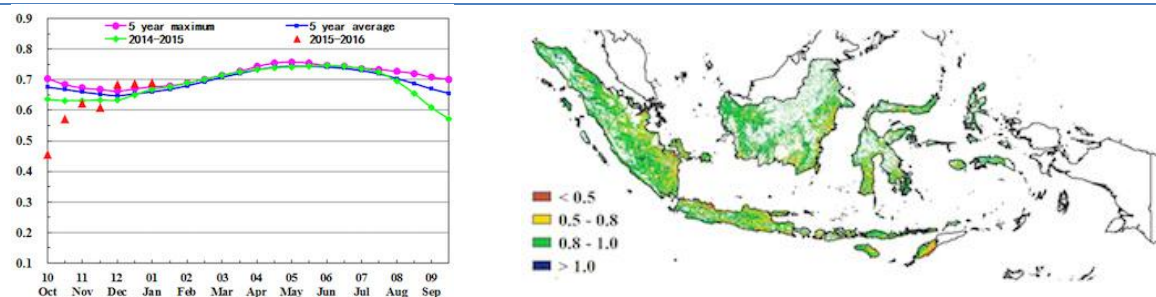 5 year maximum
5 year average
2014-2015
2015-2016
0.9
0.8
0.7
0.6
0.5
0.4
0.3
0.2
0.1
10 11 12 01 02 03 04 05 06 07 08 09
Oct Nov Dec Jan Feb Mar Apr May Jun Jul Aug Sep
< 0.5
0.5 - 0.8
0.8 - 1.0
> 1.0